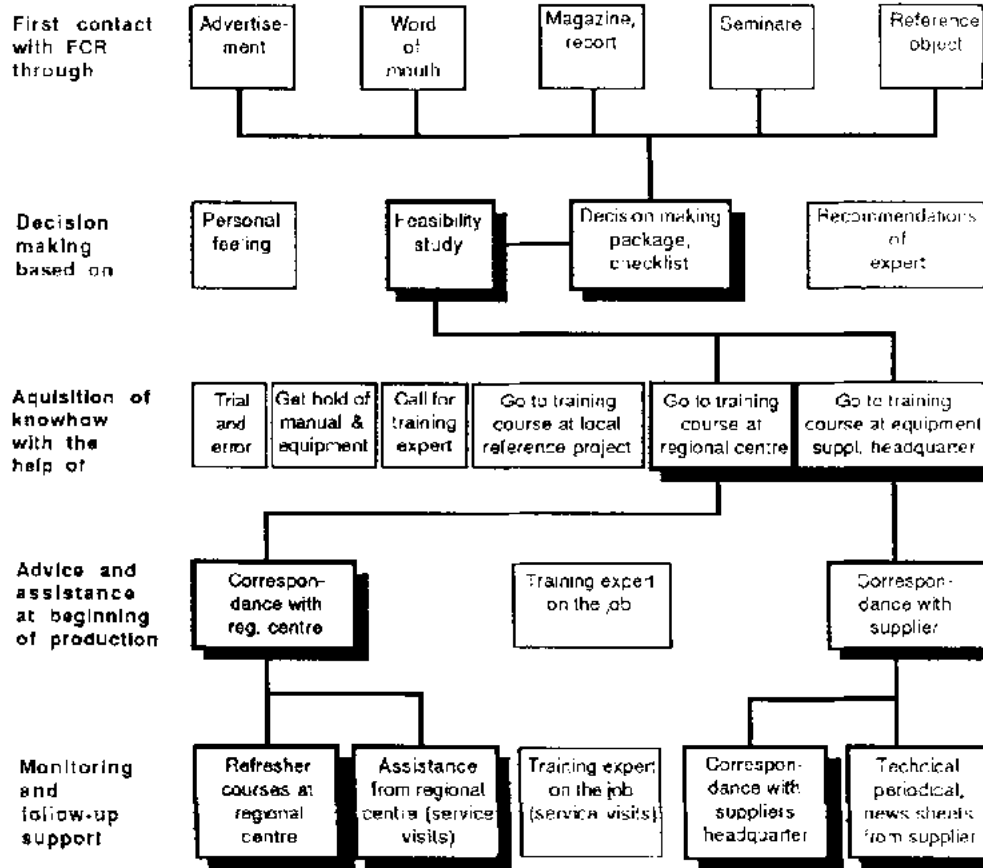 First contact
with FCR
through
Advertise-
ment
Word
of
mouth
Magazine,
report
Seminare
Reference
object
Decision
making
based on
Personal
feeling
Feasibility
study
Decision making
package,
checklist
Recommendations
of
expert
Aquisition of
knowhow
with the
help of
Trial
and
error
Get hold of
manual &
equipment
Call for
training
expert
Go to training
course at local
reference project
Go to training
course at
regional centre
Go to training
course at equipment
suppl. headquarter
Advice and
assistance
at beginning
of production
Correspon-
dance with
reg. centre
Training expert
on the job
Correspon-
dance with
supplier
Monitoring
and
follow-up
support
Refresher
courses at
regional
centre
Assistance
from regional
centre (service
visits)
Training expert
on the job
(service visits)
Correspon-
dance with
suppliers
headquarter
Technical
periodical,
news sheets
from supplier